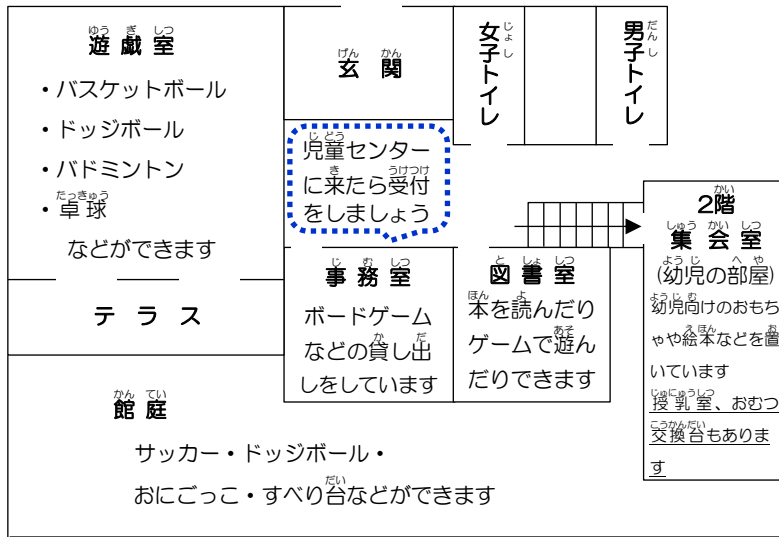 遊戯室
・バスケットボール
・ドッジボール
・バドミントン
・卓球
などができます
玄関
女子トイレ
男子トイレ
児童センター
に来たら受付
をしましょう
事務室
ボードゲーム
などの貸し出
しをしています
図書室
本を読んだり
ゲームで遊ん
だりできます
2階
集会室
(幼児の部屋)
幼児向けのおもち
ゃや絵本などを置
いています
授乳室、おむつ
交換台もありま
す
テラス
館庭
サッカー・ドッジボール・
おにごっこ・すべり台などができます